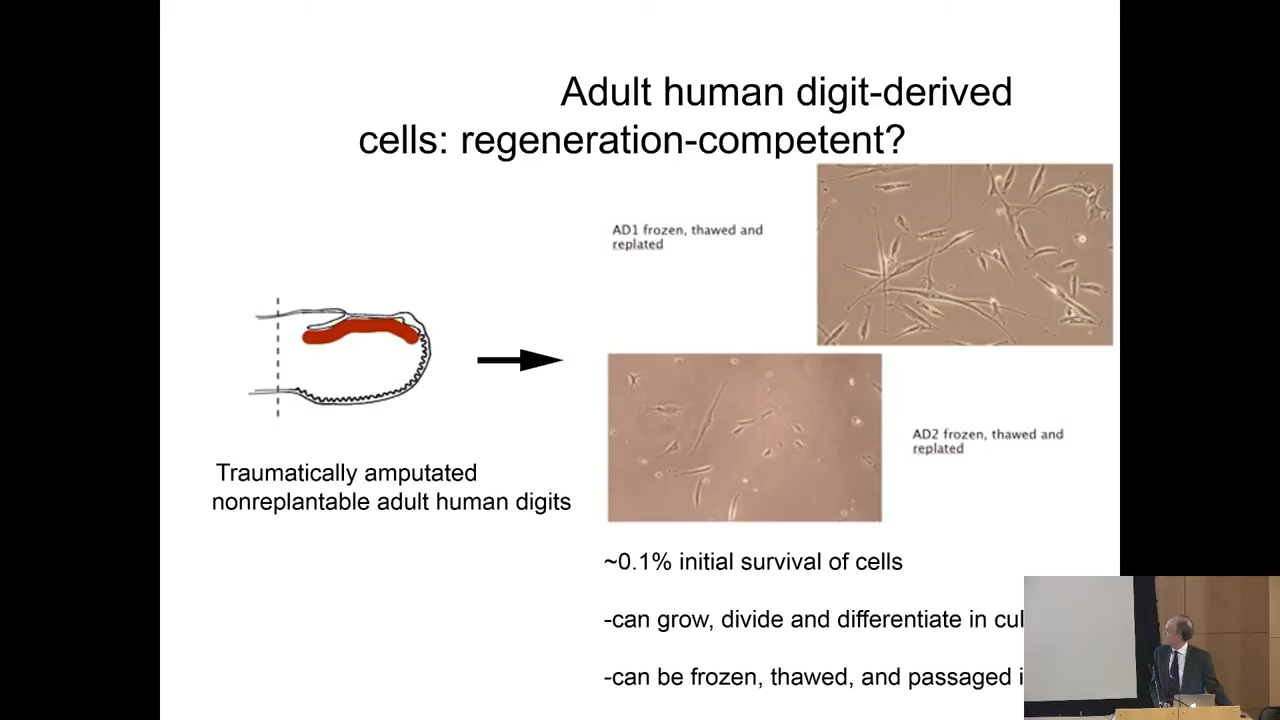 Adult human digit-derived
cells: regeneration-competent?
AD1 frozen, thawed and
replated
AD2 frozen, thawed and
replated
Traumatically amputated
nonreplantable adult human digits
~0.1% initial survival of cells
-can grow, divide and differentiate in
-can be frozen, thawed, and passaged